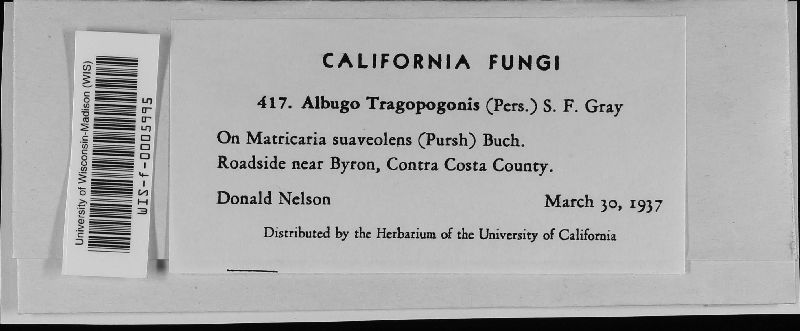 University of Wisconsin-Madison (WIS)
WIS-f-0005995
CALIFORNIA FUNGI
417. Albugo Tragopogonis (Pers.) S. F. Gray
On Matricaria suaveolens (Pursh) Buch.
Roadside near Byron, Contra Costa County.
Donald Nelson March 30, 1937
Distributed by the Herbarium of the University of California